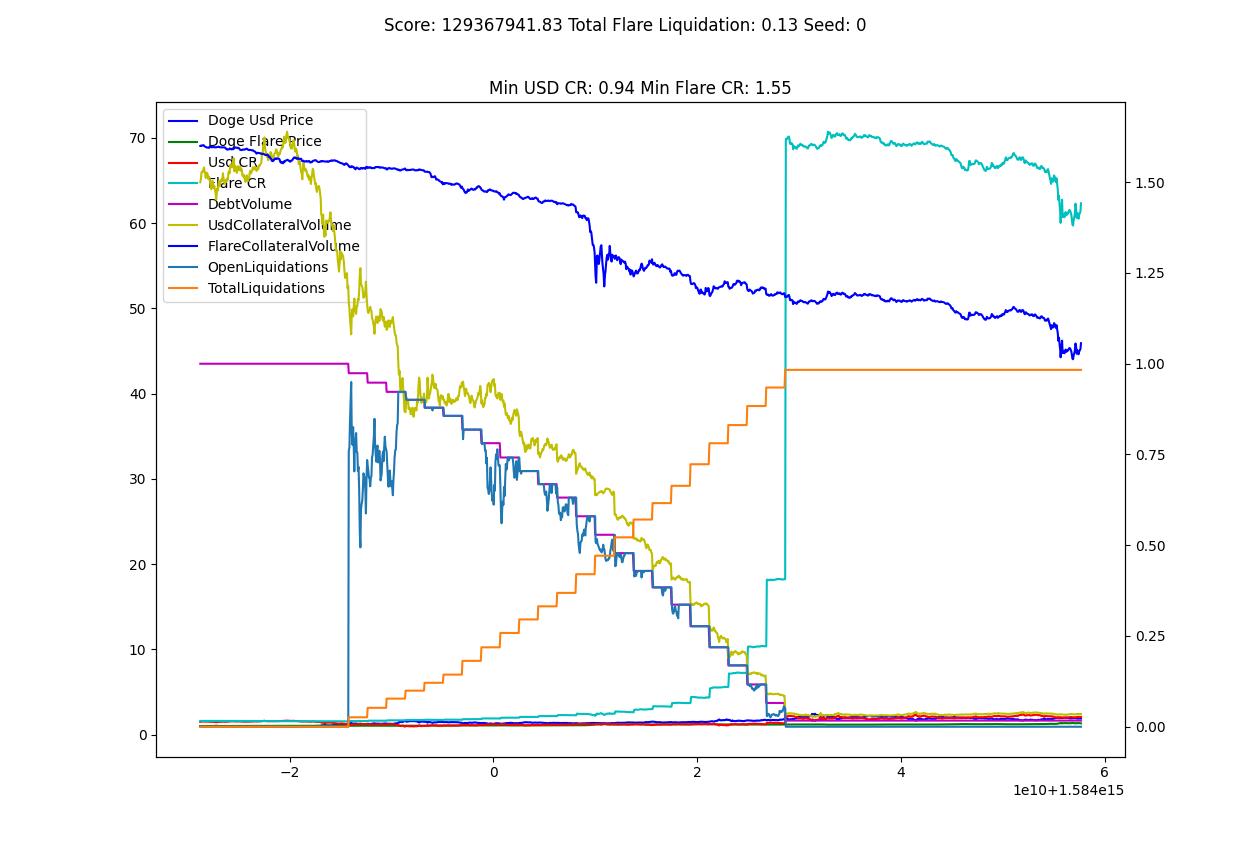 Score: 129367941.83 Total Flare Liquidation: 0.13 Seed: 0
Min USD CR: 0.94 Min Flare CR: 1.55
Doge Usd Price
Doge Flare Price
Usd CR
Flare CR
DebtVolume
UsdCollateralVolume
FlareCollateralVolume
OpenLiquidations
TotalLiquidations
70
60
50
40
30
20
10
0
1.50
1.25
1.00
0.75
0.50
0.25
0.00
−2
0
2
4
6
1e10+1.584e15